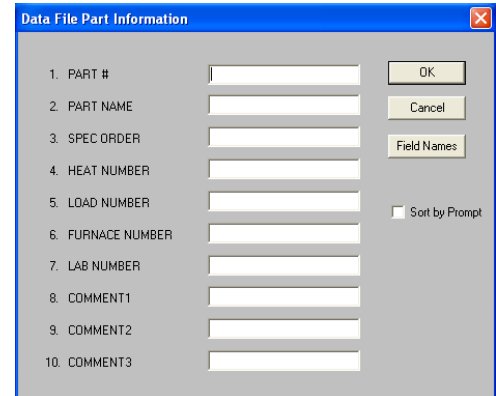 Data File Part Information
1. PART #
OK
2. PART NAME
Cancel
3. SPEC ORDER
Field Names
4. HEAT NUMBER
5. LOAD NUMBER
Sort by Prompt
6. FURNACE NUMBER
7. LAB NUMBER
8. COMMENT1
9. COMMENT2
10. COMMENT3